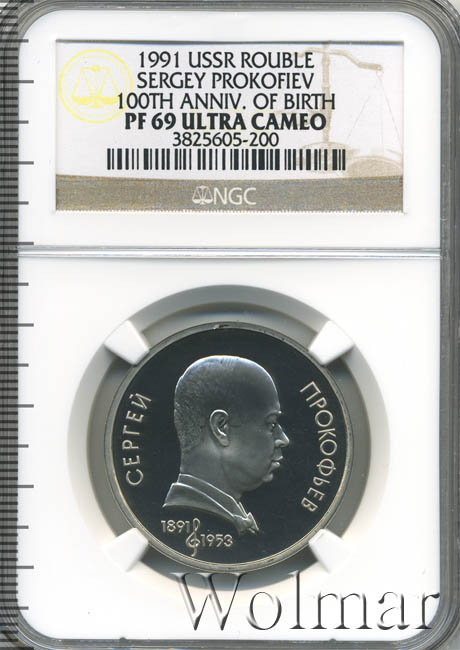 1991 USSR ROUBLE
SERGEY PROKOFIEV
100TH ANNIV. OF BIRTH
PF 69 ULTRA CAMEO
3825605-200
NGC
СЕРГЕЙ
ПРОКОФЬЕВ
1891
1953
Wolmar